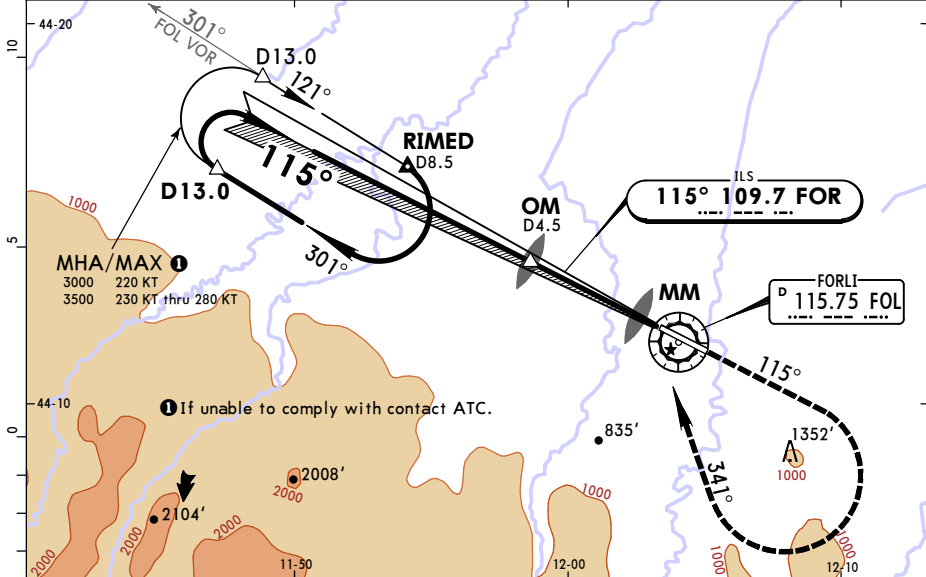 44-20
10
301°
FOL VOR
D13.0
121°
RIMED
D8.5
115°
D13.0
301°
OM
D4.5
ILS
115° 109.7 FOR
1000
5
MHA/MAX 1
3000 220 KT
3500 230 KT thru 280 KT
MM
FORLI
D 115.75 FOL
115°
44-10
1 If unable to comply with contact ATC.
0
835'
1352'
1000
341°
2008'
2000
2104'
2000
2000
2000
1000
1000
1000
11-50
12-00
12-10